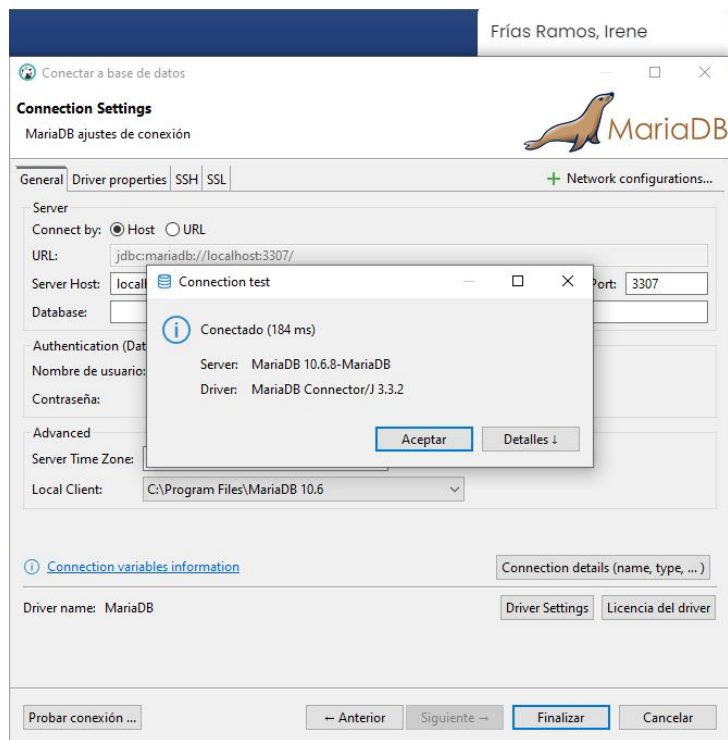 Frías Ramos, Irene
Conectar a base de datos
Connection Settings
MariaDB ajustes de conexión
MariaDB
General Driver properties SSH SSL
Network configurations...
Server
Connect by: Host URL
URL: jdbc:mariadb://localhost:3307/
Server Host: local Port: 3307
Database:
Connection test
Conectado (184 ms)
Server: MariaDB 10.6.8-MariaDB
Driver: MariaDB Connector/J 3.3.2
Aceptar Detalles ↓
Authentication (Dat
Nombre de usuario:
Contraseña:
Advanced
Server Time Zone:
Local Client: C:\Program Files\MariaDB 10.6
Connection variables information
Connection details (name, type, ... )
Driver name: MariaDB
Driver Settings Licencia del driver
Probar conexión ... ← Anterior Siguiente → Finalizar Cancelar